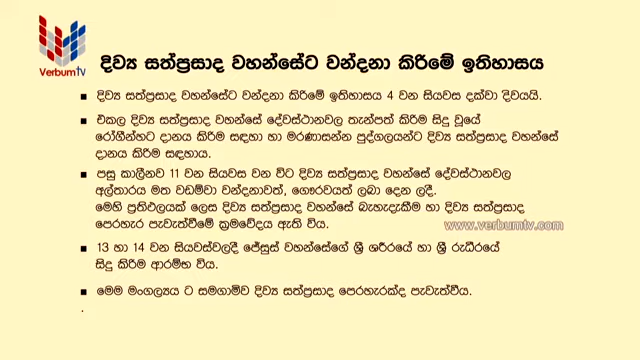 VerbumTV
දිව්‍ය සත්ප්‍රසාද වහන්සේට වන්දනා කිරිමේ ඉතිහාසය
▪ දිව්‍ය සත්ප්‍රසාද වහන්සේට වන්දනා කිරිමේ ඉතිහාසය 4 වන සියවස දක්වා දිවයයි.
▪ එකල දිව්‍ය සත්ප්‍රසාද වහන්සේ දේවස්ථානවල තැන්පත් කිරිම සිදු වූයේ
රෝගීන්හට දානය කිරිම සඳහා හා මරණාසන්න පුද්ගලයන්ට දිව්‍ය සත්ප්‍රසාද වහන්සේ
දානය කිරිම සඳහාය.
▪ පසු කාලීනව 11 වන සියවස වන විට දිව්‍ය සත්ප්‍රසාද වහන්සේ දේවස්ථානවල
අල්තාරය මත වඩම්වා වන්දනාවත්, ගෞරවයත් ලබා දෙන ලදී.
මෙහි ප්‍රතිඵලයක් ලෙස දිව්‍ය සත්ප්‍රසාද වහන්සේ බැහැදැකීම හා දිව්‍ය සත්ප්‍රසාද
පෙරහැර පැවැත්වීමේ ක්‍රමවේදය ඇති විය.
www.verbumtv.com
▪ 13 හා 14 වන සියවස්වලදී ජේසුස් වහන්සේගේ ශ්‍රී ශරීරයේ හා ශ්‍රී රුධිරයේ
සිදු කිරිම ආරම්භ විය.
▪ මෙම මංගල්‍යය ට සමගාමීව දිව්‍ය සත්ප්‍රසාද පෙරහැරක්ද පැවැත්විය.
.